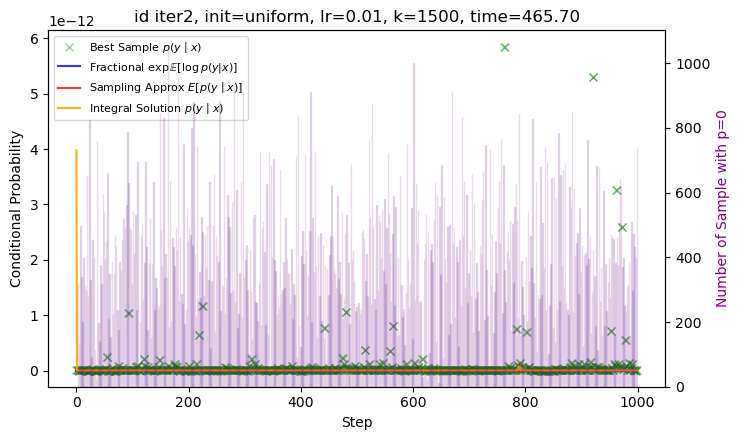 id iter2, init=uniform, lr=0.01, k=1500, time=465.70
1e−12
Best Sample p(y | x)
Fractional exp 𝔼[log p(y|x)]
Sampling Approx E[p(y | x)]
Integral Solution p(y | x)
Conditional Probability
6
5
4
3
2
1
0
Number of Sample with p=0
1000
800
600
400
200
0
0
200
400
600
800
1000
Step